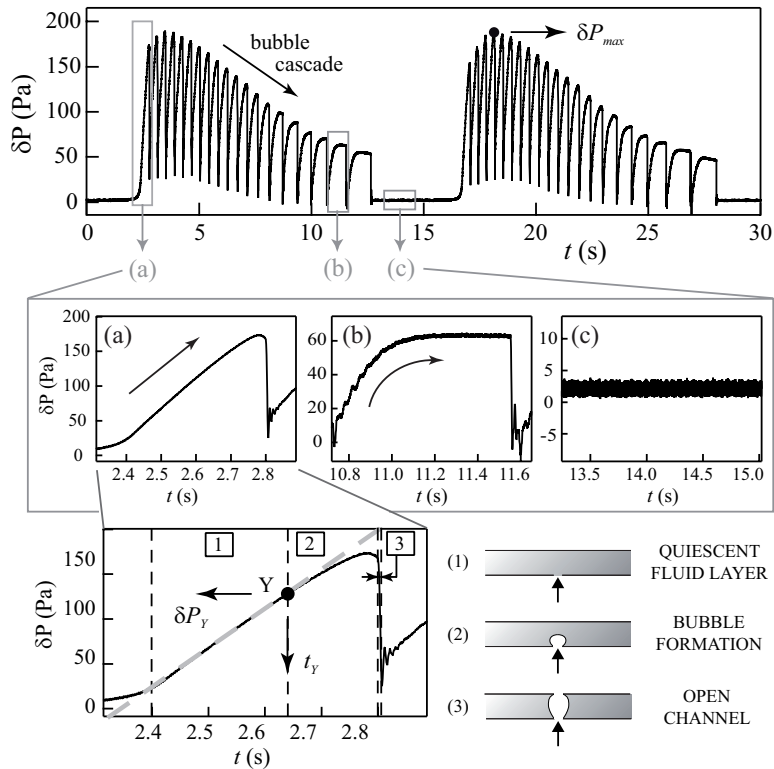 200
150
100
50
0
δP (Pa)
bubble
cascade
δP_max
0 5 10 15 20 25 30
t (s)
(a) (b) (c)
(a)
200
150
100
50
0
δP (Pa)
2.4 2.5 2.6 2.7 2.8
t (s)
(b)
60
40
20
0
10.8 11.0 11.2 11.4 11.6
t (s)
(c)
10
5
0
-5
13.5 14.0 14.5 15.0
t (s)
150
100
50
0
δP (Pa)
1 2 3
Y
δP_Y
t_Y
2.4 2.5 2.6 2.7 2.8
t (s)
(1) QUIESCENT
FLUID LAYER
(2) BUBBLE
FORMATION
(3) OPEN
CHANNEL